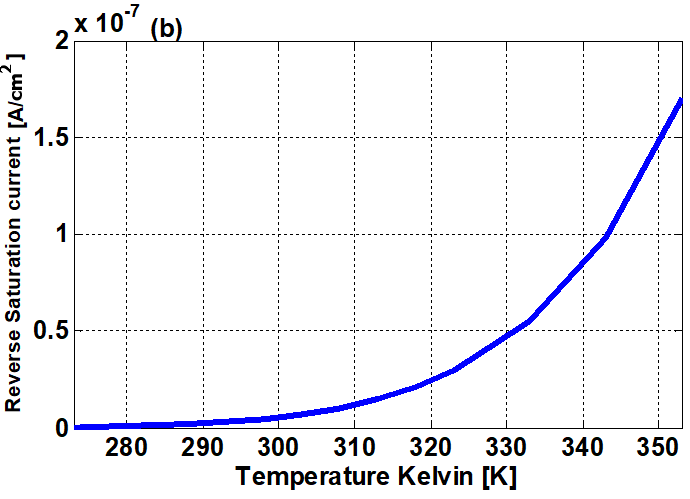 x 10-7
(b)
2
1.5
1
0.5
0
Reverse Saturation current [A/cm2 ]
280 290 300 310 320 330 340 350
Temperature Kelvin [K]